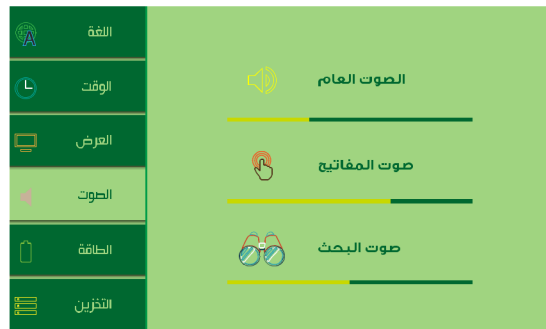 اللغة
الوقت
العرض
الصوت
الطاقة
التخزين
الصوت العام
صوت المفاتيح
صوت البحث